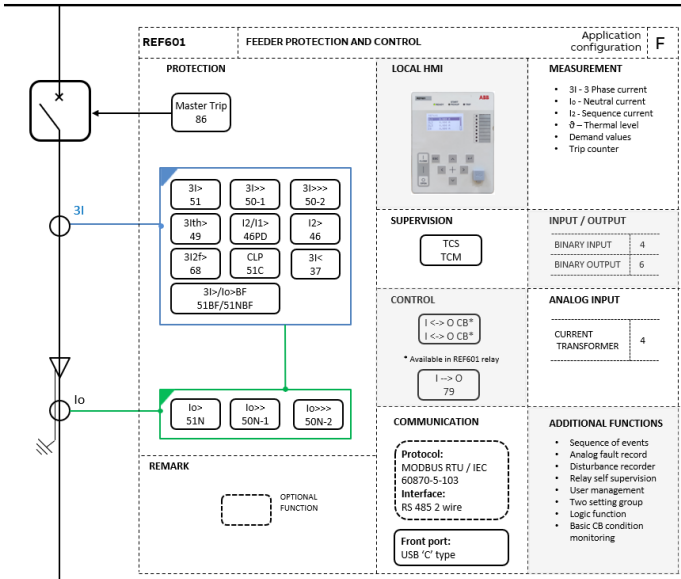 REF601
FEEDER PROTECTION AND CONTROL
Application
configuration
F
PROTECTION
Master Trip
86
3I
3I>
51
3I>>
50-1
3I>>>
50-2
3Ith>
49
I2/I1>
46PD
I2>
46
3I2f>
68
CLP
51C
3I<
37
3I>/Io>BF
51BF/51NBF
Io
Io>
51N
Io>>
50N-1
Io>>>
50N-2
REMARK
OPTIONAL
FUNCTION
LOCAL HMI
ABB
SUPERVISION
TCS
TCM
CONTROL
I <-> O CB*
I <-> O CB*
* Available in REF601 relay
I --> O
79
COMMUNICATION
Protocol:
MODBUS RTU / IEC
60870-5-103
Interface:
RS 485 2 wire
Front port:
USB 'C' type
MEASUREMENT
• 3I - 3 Phase current
• Io - Neutral current
• I2 - Sequence current
• ϑ – Thermal level
• Demand values
• Trip counter
INPUT / OUTPUT
BINARY INPUT 4
BINARY OUTPUT 6
ANALOG INPUT
CURRENT
TRANSFORMER 4
ADDITIONAL FUNCTIONS
• Sequence of events
• Analog fault record
• Disturbance recorder
• Relay self supervision
• User management
• Two setting group
• Logic function
• Basic CB condition
monitoring